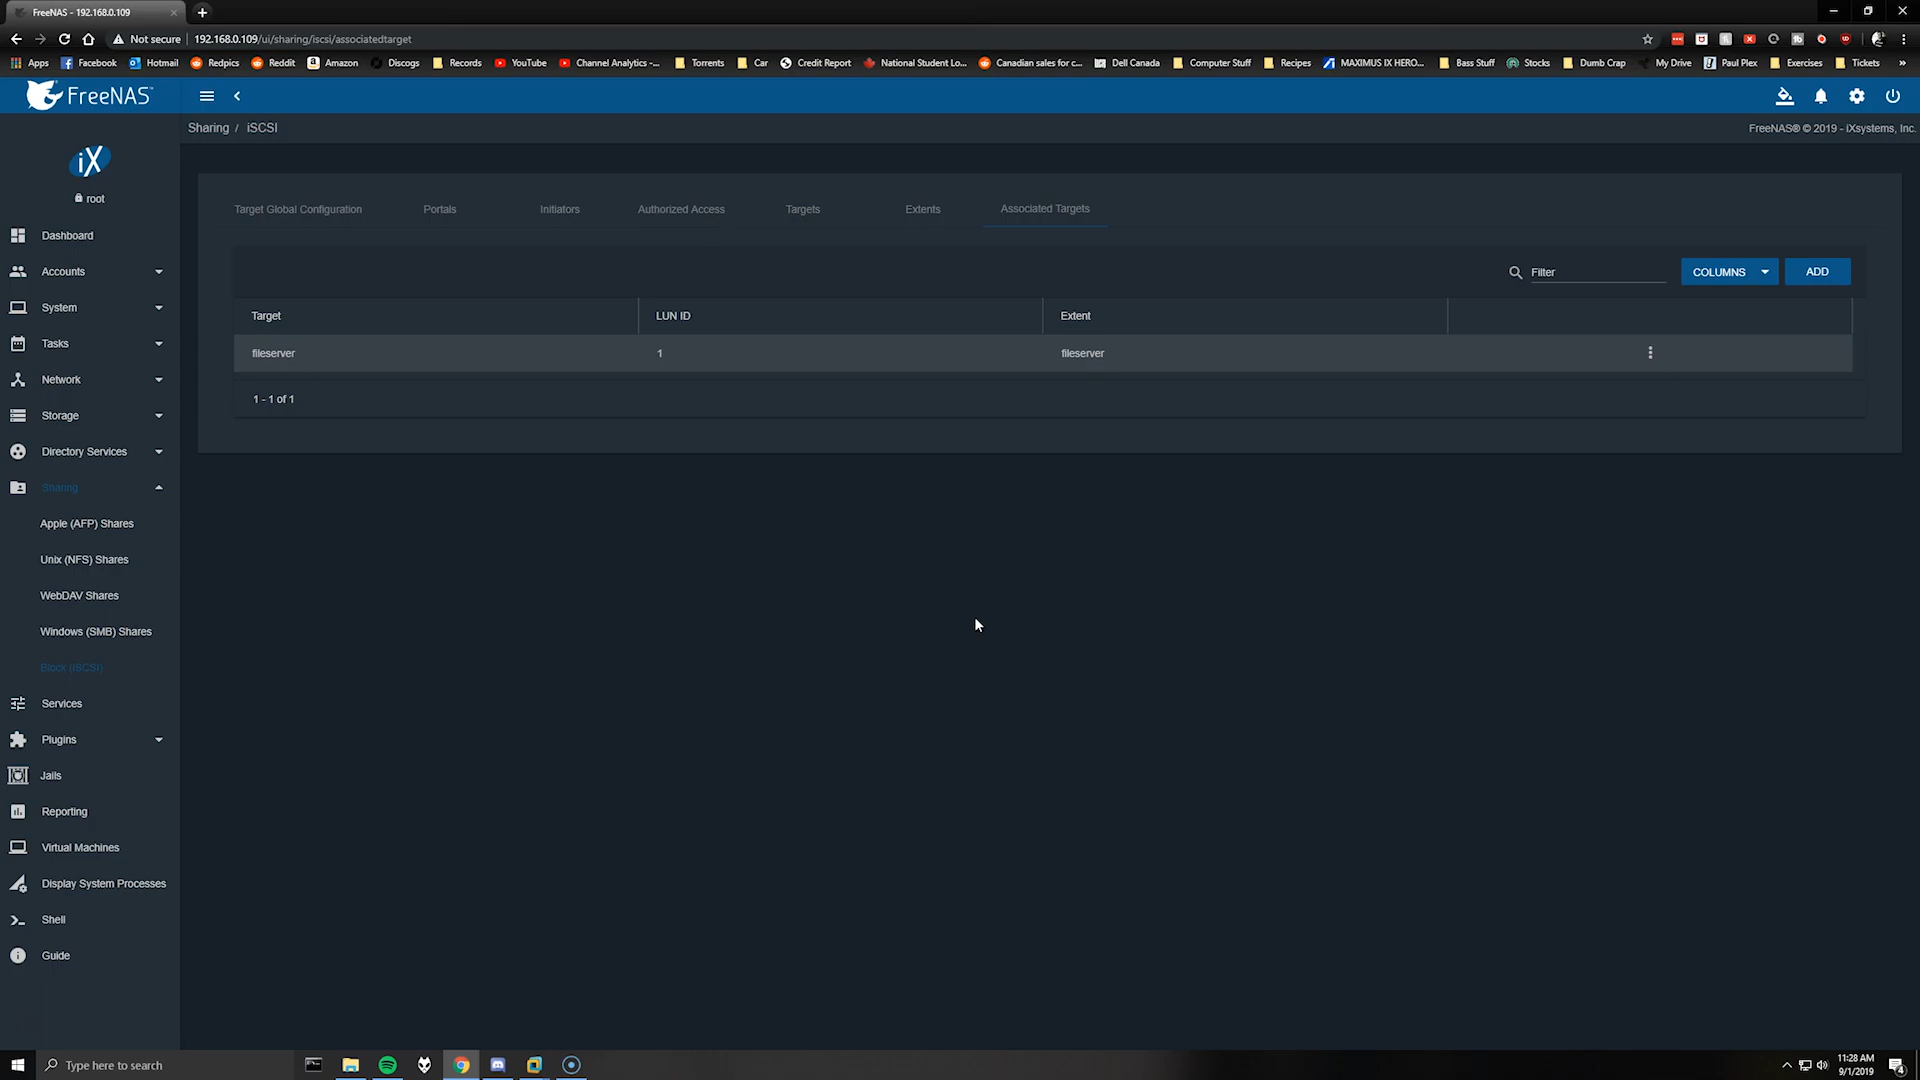 FreeNAS - 192.168.0.109
Not secure 192.168.0.109/ui/sharing/iscsi/associatedtarget
Apps Facebook Hotmail Redpics Reddit Amazon Discogs Records YouTube Channel Analytics -... Torrents Car Credit Report National Student Lo... Canadian sales for c... Dell Canada Computer Stuff Recipes MAXIMUS IX HERO... Bass Stuff Stocks Dumb Crap My Drive Paul Plex Exercises Tickets »
FreeNAS
Sharing / iSCSI
FreeNAS® © 2019 - iXsystems, Inc.
iX
root
Dashboard
Accounts
System
Tasks
Network
Storage
Directory Services
Sharing
Apple (AFP) Shares
Unix (NFS) Shares
WebDAV Shares
Windows (SMB) Shares
Block (iSCSI)
Services
Plugins
Jails
Reporting
Virtual Machines
Display System Processes
Shell
Guide
Target Global Configuration Portals Initiators Authorized Access Targets Extents Associated Targets
Filter COLUMNS ADD
Target LUN ID Extent
fileserver 1 fileserver
1 - 1 of 1
Type here to search
11:28 AM
9/1/2019
4